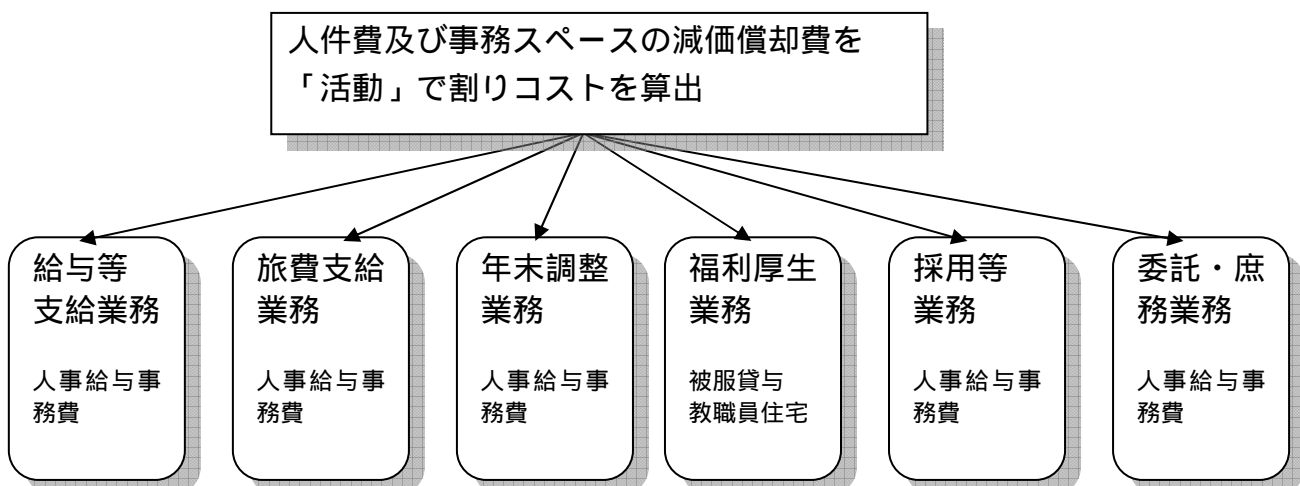 人件費及び事務スペースの減価償却費を
「活動」で割りコストを算出
給与等
支給業務
人事給与事
務費
旅費支給
業務
人事給与事
務費
年末調整
業務
人事給与事
務費
福利厚生
業務
被服貸与
教職員住宅
採用等
業務
人事給与事
務費
委託・庶
務業務
人事給与事
務費